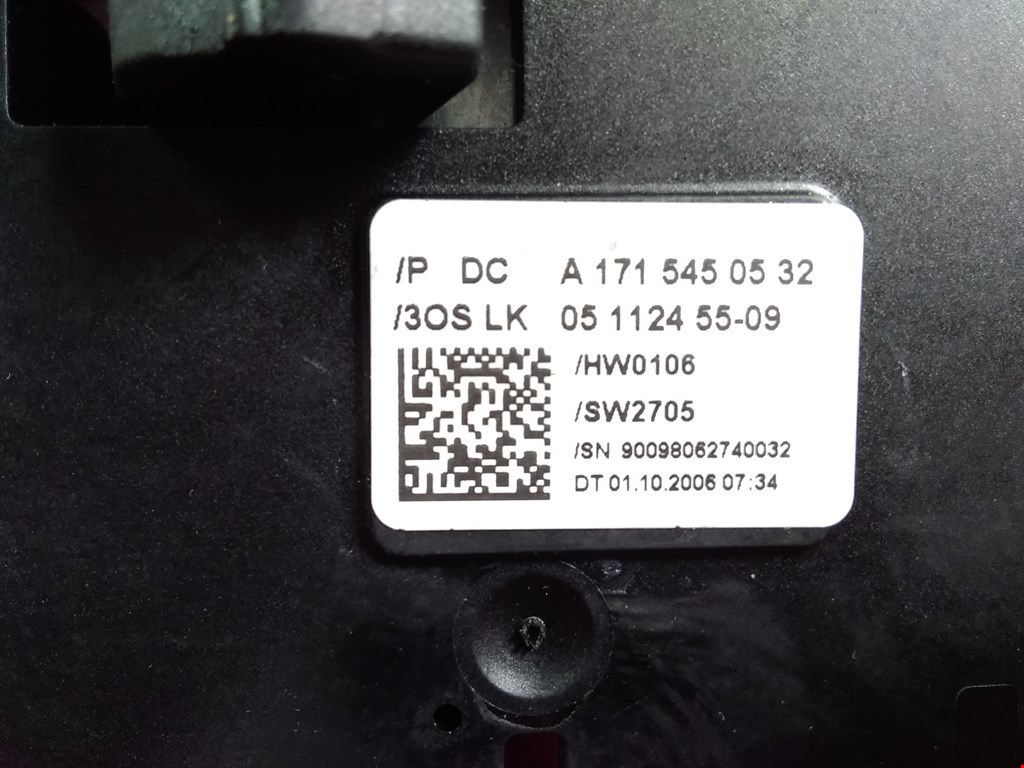 /P DC A 171 545 05 32
/3OS LK 05 1124 55-09
/HW0106
/SW2705
/SN 90098062740032
DT 01.10.2006 07:34